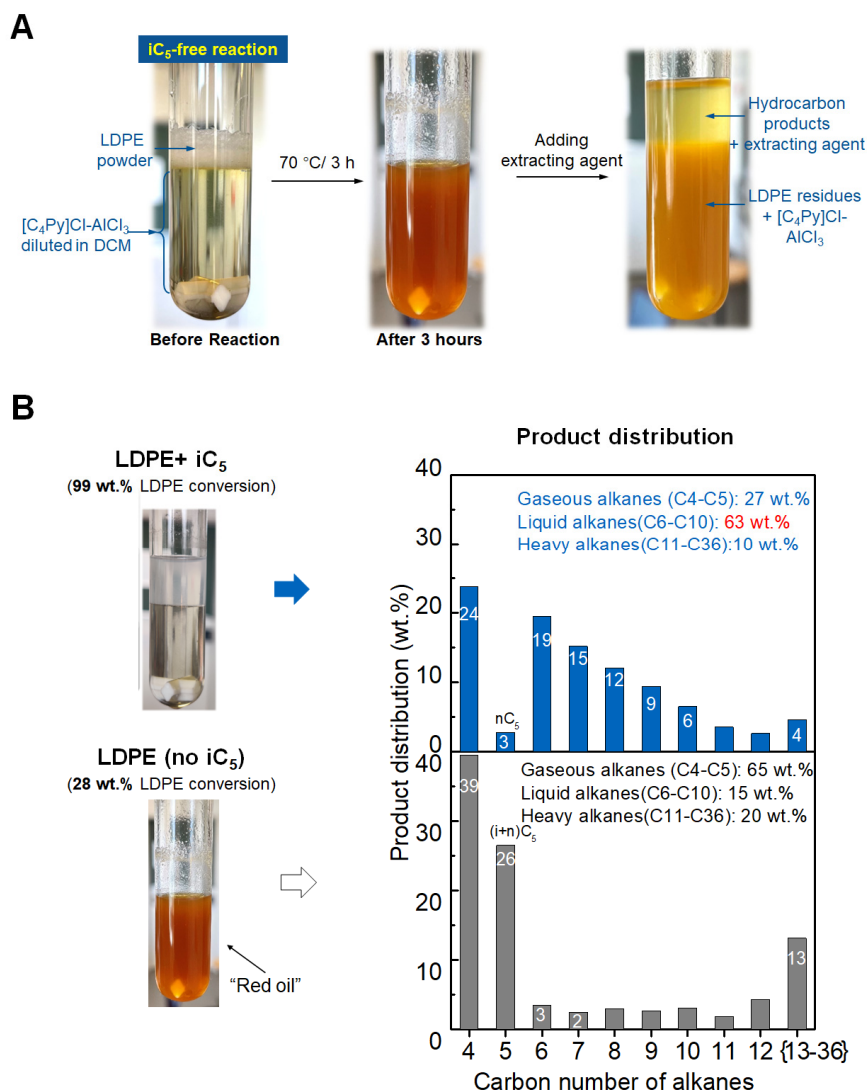 A
iC₅-free reaction
LDPE
powder
[C₄Py]Cl-AlCl₃
diluted in DCM
70 °C/ 3 h
Adding
extracting agent
Hydrocarbon
products
+ extracting agent
LDPE residues
+ [C₄Py]Cl-
AlCl₃
Before Reaction
After 3 hours
B
LDPE+ iC₅
(99 wt.% LDPE conversion)
LDPE (no iC₅)
(28 wt.% LDPE conversion)
"Red oil"
Product distribution
Product distribution (wt.%)
40
30
20
10
0
Gaseous alkanes (C4-C5): 27 wt.%
Liquid alkanes(C6-C10): 63 wt.%
Heavy alkanes(C11-C36):10 wt.%
24
nC₅
3
19
15
12
9
6
4
40
30
20
10
0
Gaseous alkanes (C4-C5): 65 wt.%
Liquid alkanes(C6-C10): 15 wt.%
Heavy alkanes(C11-C36): 20 wt.%
39
(i+n)C₅
26
3
2
13
4 5 6 7 8 9 10 11 12 {13-36}
Carbon number of alkanes